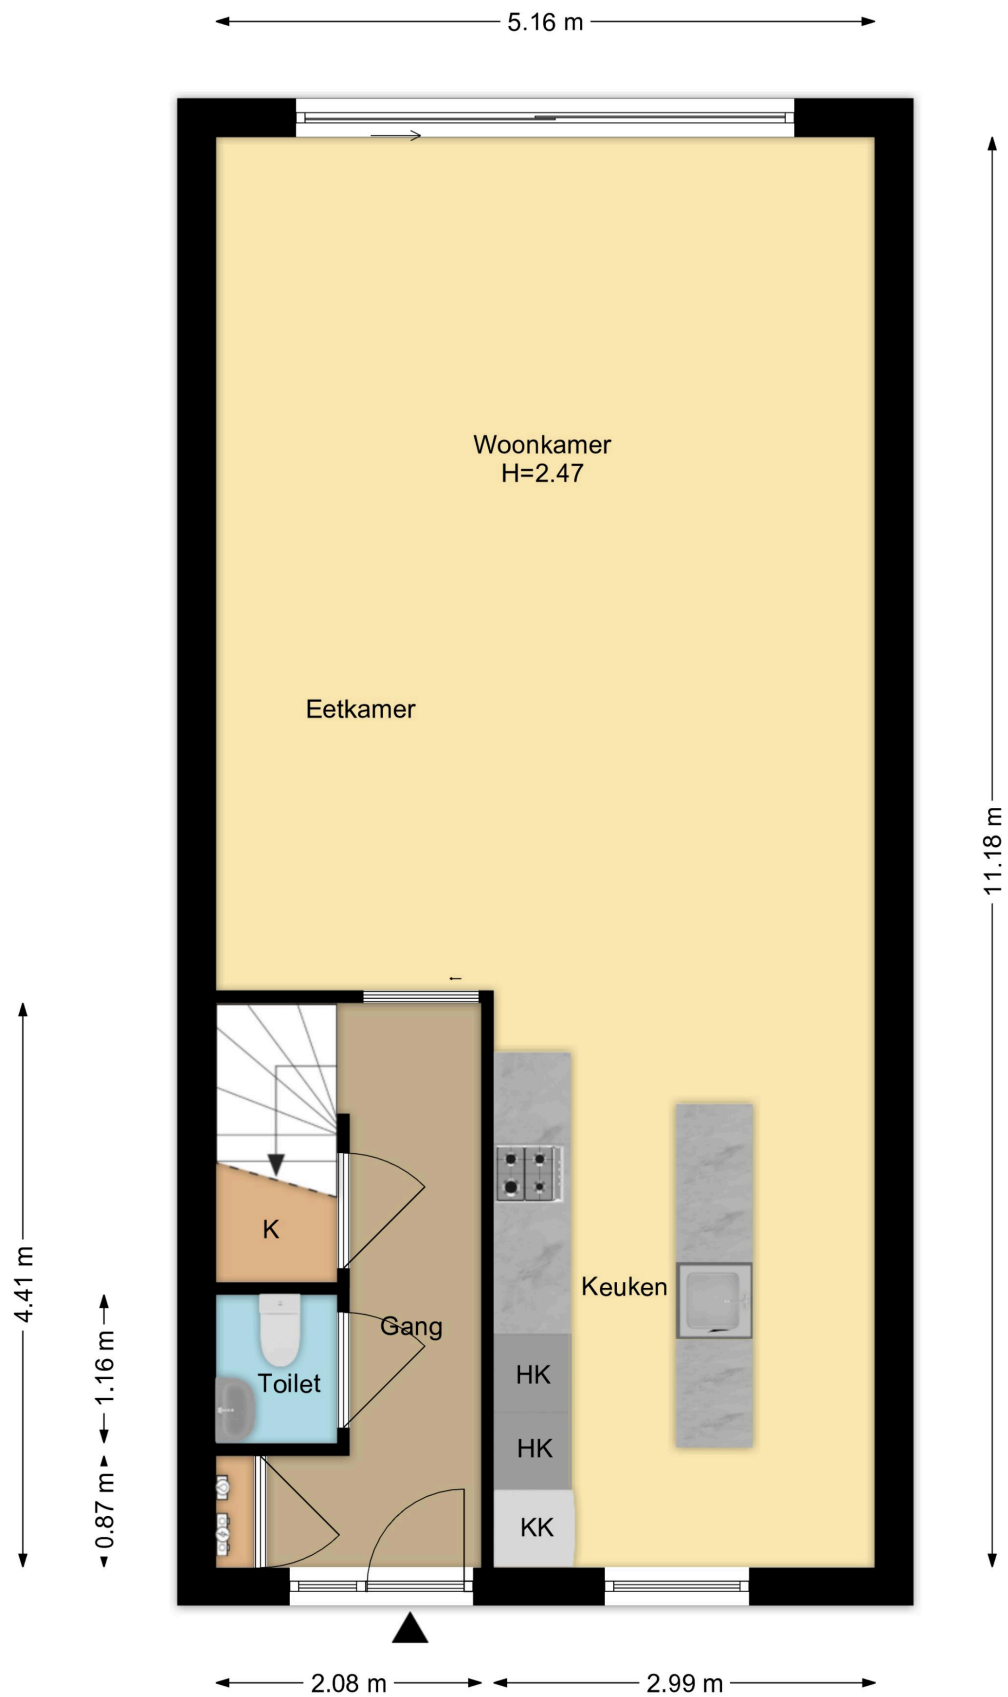 5.16 m
Woonkamer
H=2.47
Eetkamer
11.18 m
K
4.41 m
Keuken
Gang
1.16 m
Toilet
HK
HK
0.87 m
KK
2.08 m
2.99 m